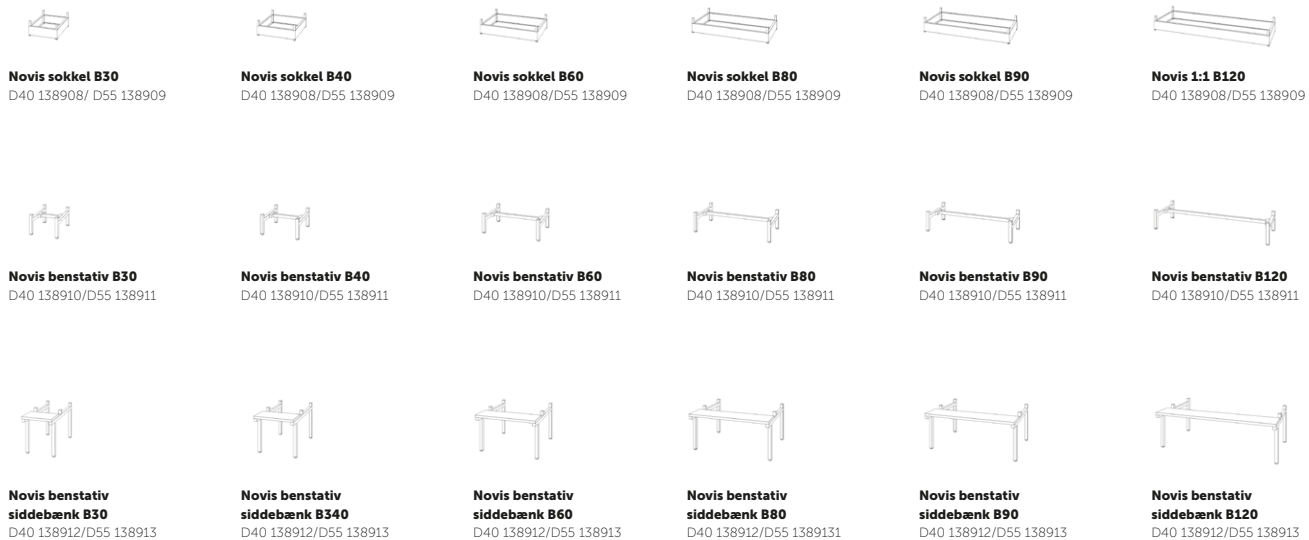 Novis sokkel B30
D40 138908/ D55 138909
Novis sokkel B40
D40 138908/D55 138909
Novis sokkel B60
D40 138908/D55 138909
Novis sokkel B80
D40 138908/D55 138909
Novis sokkel B90
D40 138908/D55 138909
Novis 1:1 B120
D40 138908/D55 138909
Novis benstativ B30
D40 138910/D55 138911
Novis benstativ B40
D40 138910/D55 138911
Novis benstativ B60
D40 138910/D55 138911
Novis benstativ B80
D40 138910/D55 138911
Novis benstativ B90
D40 138910/D55 138911
Novis benstativ B120
D40 138910/D55 138911
Novis benstativ
siddebænk B30
D40 138912/D55 138913
Novis benstativ
siddebænk B340
D40 138912/D55 138913
Novis benstativ
siddebænk B60
D40 138912/D55 138913
Novis benstativ
siddebænk B80
D40 138912/D55 1389131
Novis benstativ
siddebænk B90
D40 138912/D55 138913
Novis benstativ
siddebænk B120
D40 138912/D55 138913